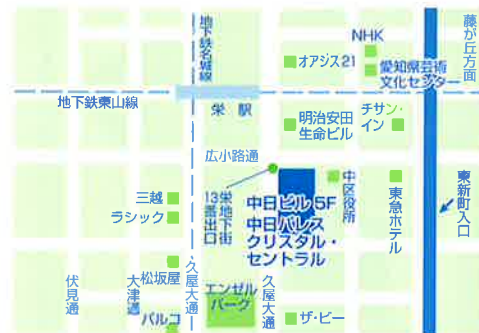 地下鉄名城線
NHK
オアシス21
愛知県芸術
文化センター
藤が丘方面
地下鉄東山線
栄駅
明治安田
生命ビル
チサン・
イン
広小路通
栄地下街
13番出口
中日ビル5F
中日パレス
クリスタル・
セントラル
中区役所
東急ホテル
東新町入口
三越
ラシック
松坂屋
パルコ
伏見通
大津通
久屋大通
エンゼル
パーク
久屋大通
ザ・ビー